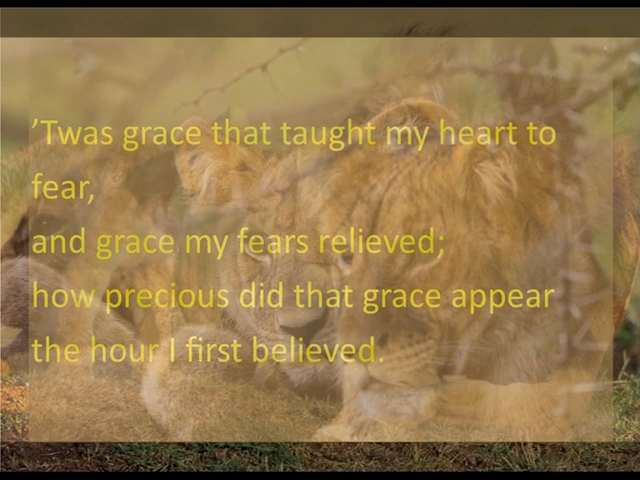 ’Twas grace that taught my heart to
fear,
and grace my fears relieved;
how precious did that grace appear
the hour I first believed.